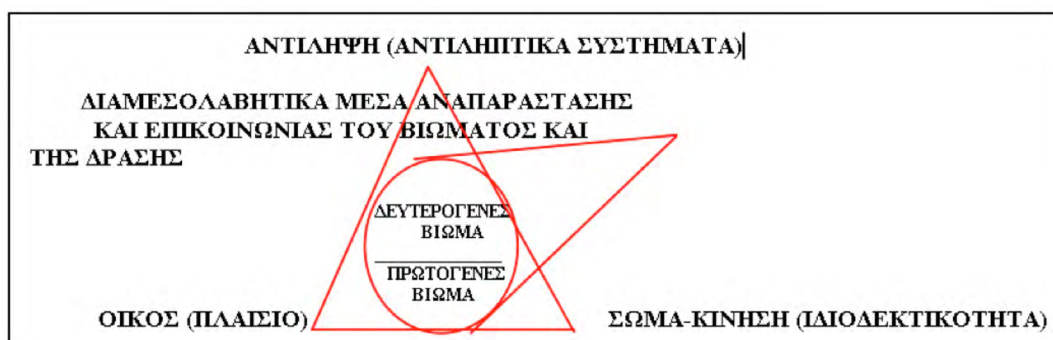 ΑΝΤΙΛΗΨΗ (ΑΝΤΙΛΗΠΤΙΚΑ ΣΥΣΤΗΜΑΤΑ)
ΔΙΑΜΕΣΟΛΑΒΗΤΙΚΑ ΜΕΣΑ ΑΝΑΠΑΡΑΣΤΑΣΗΣ
ΚΑΙ ΕΠΙΚΟΙΝΩΝΙΑΣ ΤΟΥ ΒΙΩΜΑΤΟΣ ΚΑΙ
ΤΗΣ ΔΡΑΣΗΣ
ΔΕΥΤΕΡΟΓΕΝΕΣ
ΒΙΩΜΑ
ΠΡΩΤΟΓΕΝΕΣ
ΒΙΩΜΑ
ΟΙΚΟΣ (ΠΛΑΙΣΙΟ)
ΣΩΜΑ-ΚΙΝΗΣΗ (ΙΔΙΟΔΕΚΤΙΚΟΤΗΤΑ)